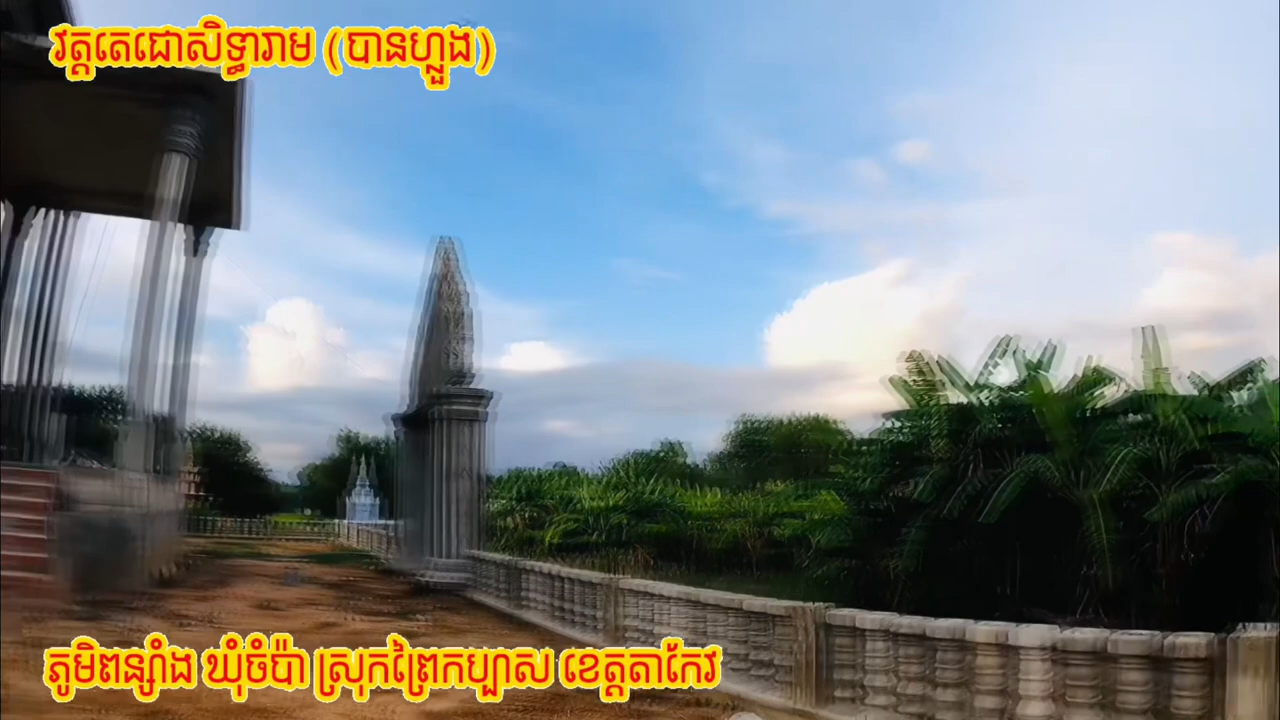 វត្តតេជោសិទ្ធារាម (បានហ្លួង)
ភូមិពន្សាំង ឃុំចំប៉ា ស្រុកព្រៃកប្បាស ខេត្តតាកែវ